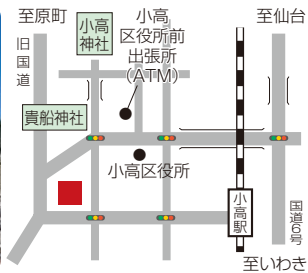 至原町
小高
区役所前
出張所
(ATM)
至仙台
旧国道
小高
神社
貴船神社
小高区役所
小高駅
国道6号
至いわき